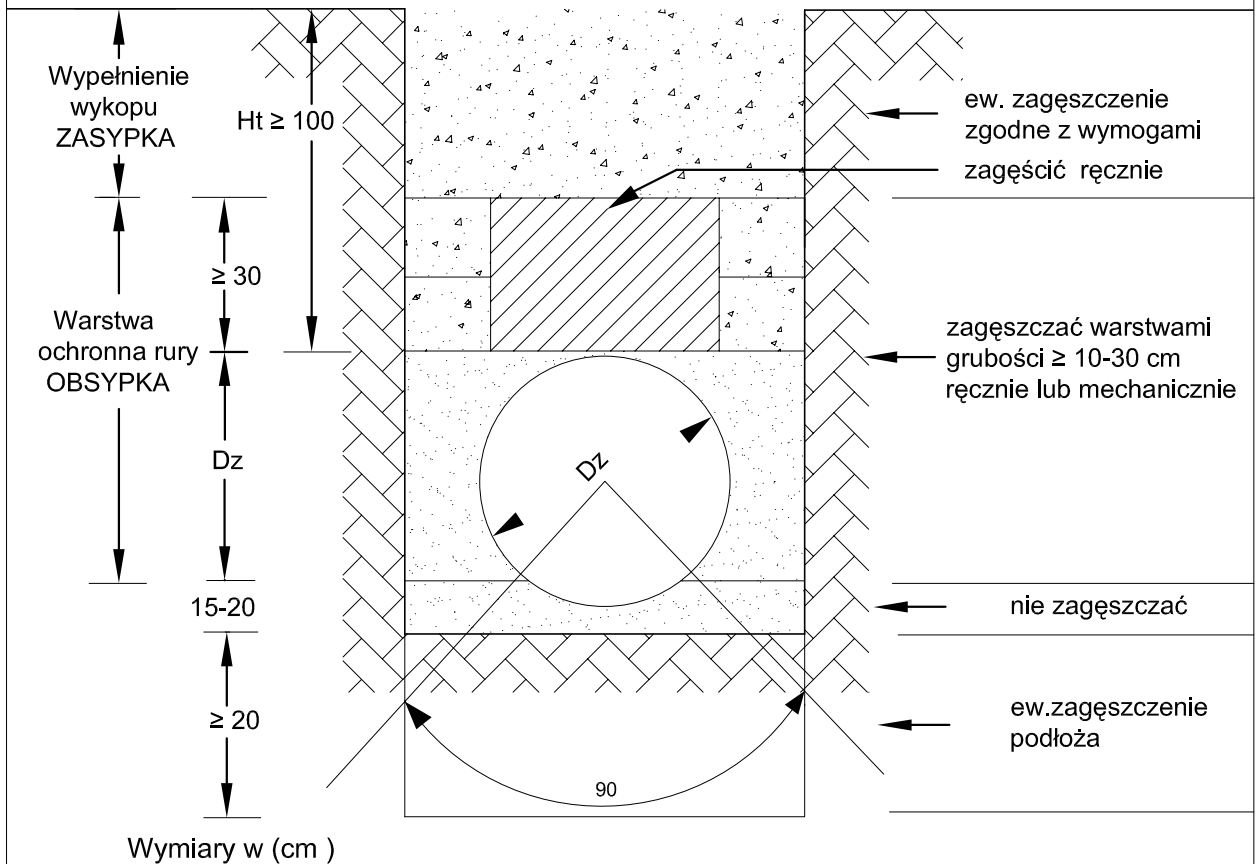 Wypełnienie
wykopu
ZASYPKA
Ht ≥ 100
ew. zagęszczenie
zgodne z wymogami
zagęścić ręcznie
≥ 30
Warstwa
ochronna rury
OBSYPKA
zagęszczać warstwami
grubości ≥ 10-30 cm
ręcznie lub mechanicznie
Dz
Dz
15-20
nie zagęszczać
≥ 20
ew.zagęszczenie
podłoża
90
Wymiary w (cm )